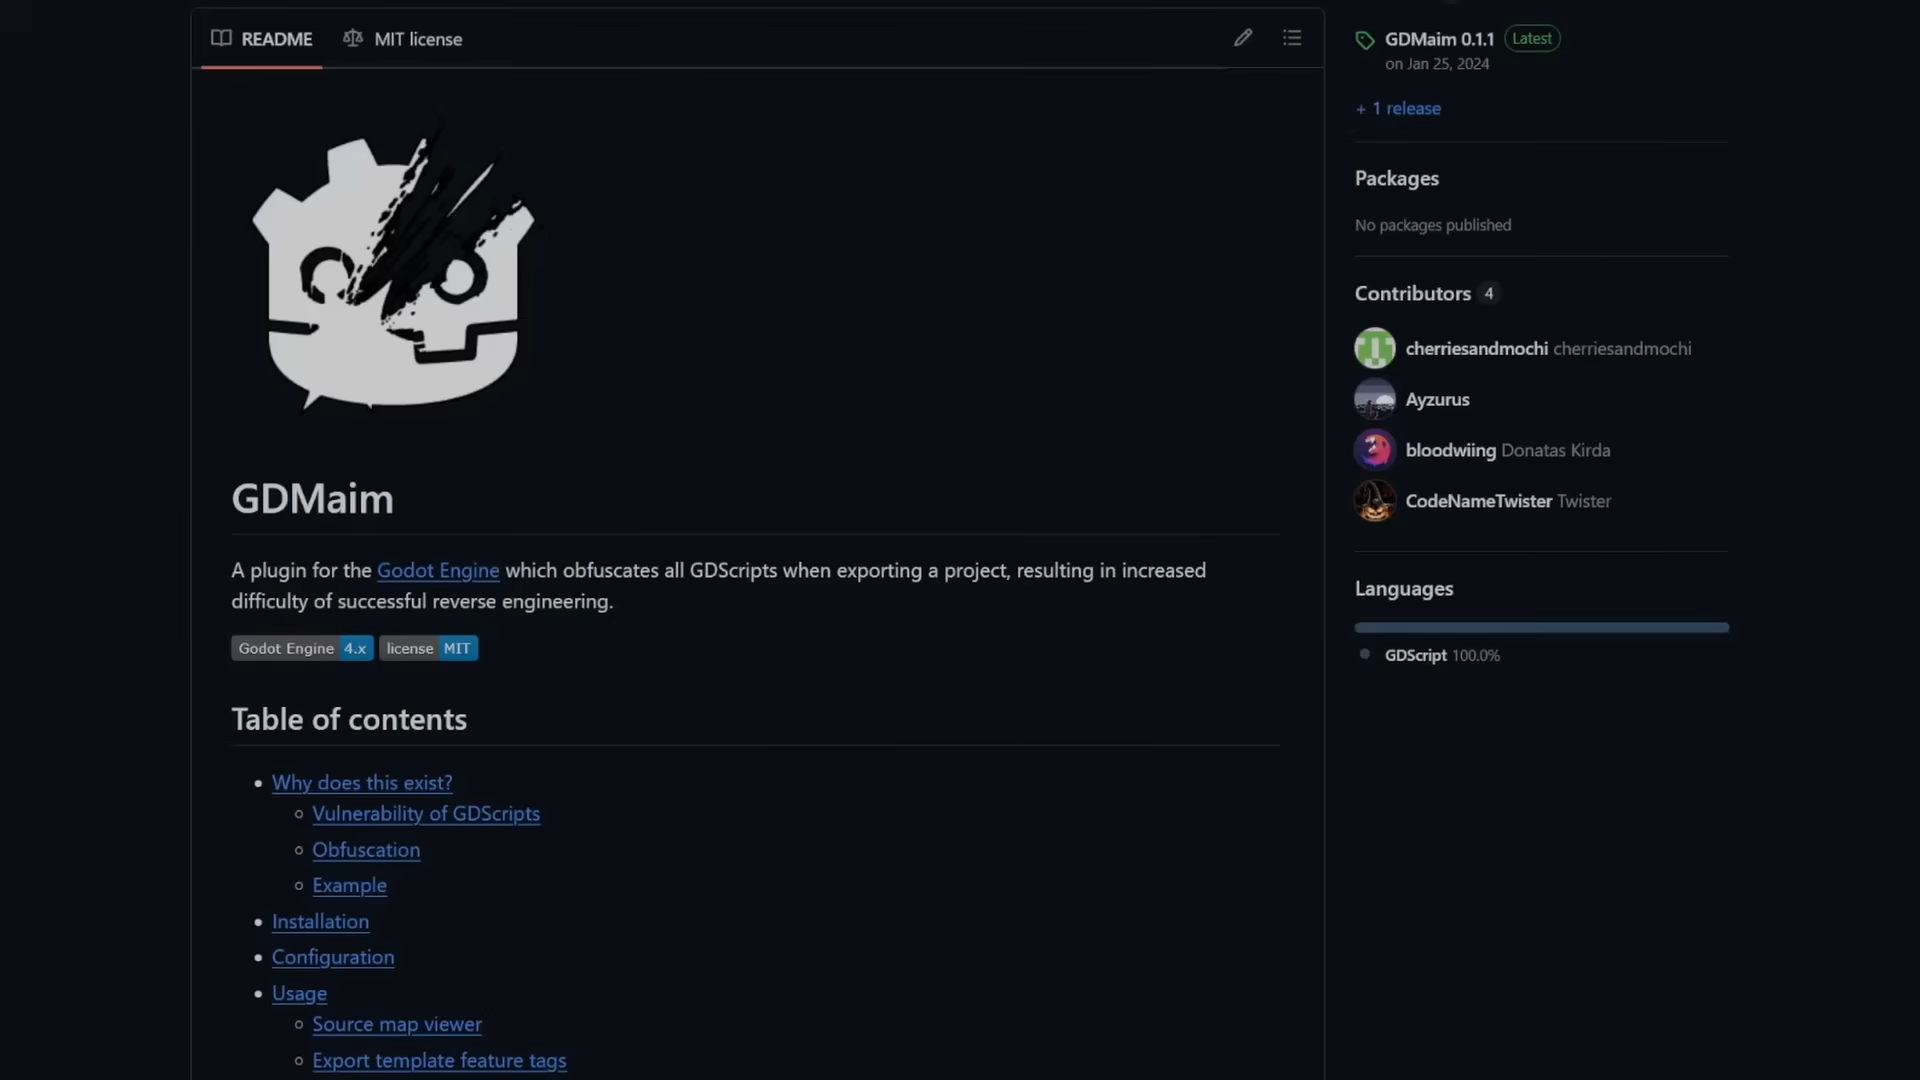 README
MIT license
GDMaim
A plugin for the Godot Engine which obfuscates all GDScripts when exporting a project, resulting in increased
difficulty of successful reverse engineering.
Godot Engine 4.x license MIT
Table of contents
• Why does this exist?
◦ Vulnerability of GDScripts
◦ Obfuscation
◦ Example
• Installation
• Configuration
• Usage
◦ Source map viewer
◦ Export template feature tags
GDMaim 0.1.1 Latest
on Jan 25, 2024
+ 1 release
Packages
No packages published
Contributors 4
cherriesandmochi cherriesandmochi
Ayzurus
bloodwiing Donatas Kirda
CodeNameTwister Twister
Languages
GDScript 100.0%